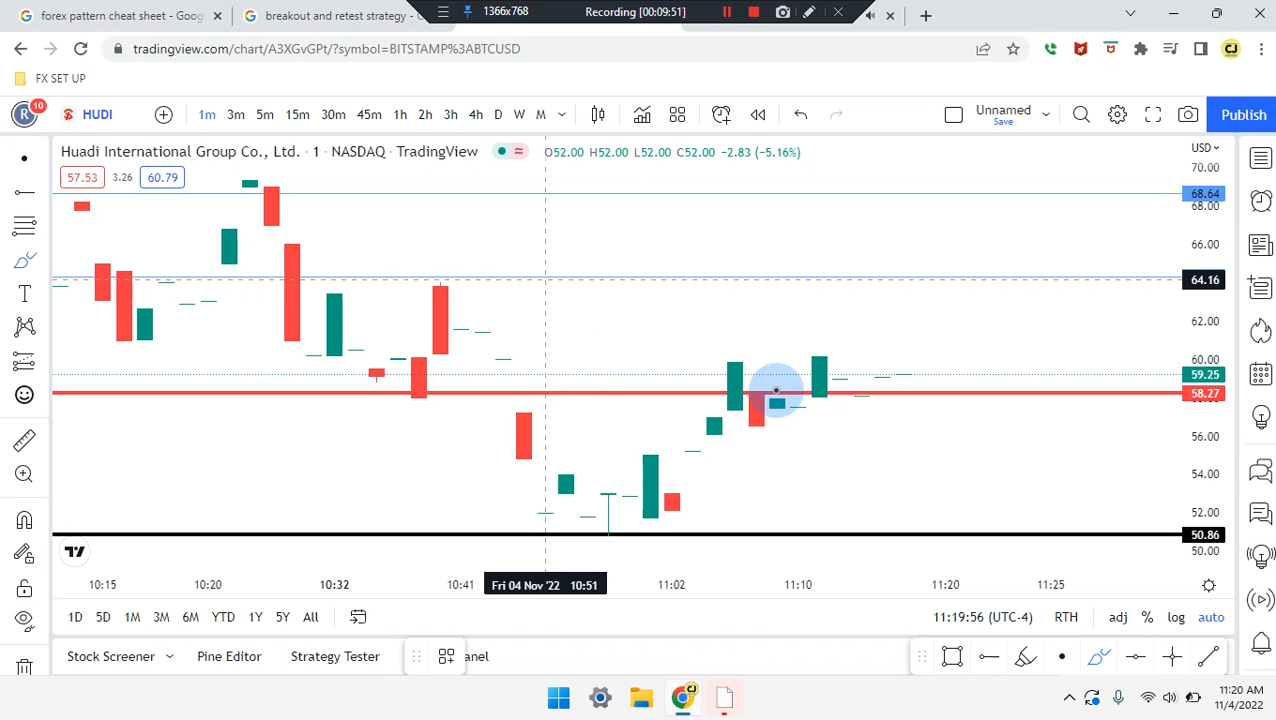 forex pattern cheet sheet - Goog
breakout and retest strategy - G
1366x768
Recording [00:09:51]
tradingview.com/chart/A3XGvGPt/?symbol=BITSTAMP%3ABTCUSD
FX SET UP
R
10
HUDI
1m 3m 5m 15m 30m 45m 1h 2h 3h 4h D W M
Unnamed
Save
Publish
Huadi International Group Co., Ltd. · 1 · NASDAQ · TradingView
O52.00 H52.00 L52.00 C52.00 −2.83 (−5.16%)
USD
57.53 3.26 60.79
70.00
68.64
68.00
66.00
64.16
62.00
60.00
59.25
58.27
56.00
54.00
52.00
50.86
50.00
10:15 10:20 10:32 10:41 Fri 04 Nov '22 10:51 11:02 11:10 11:20 11:25
1D 5D 1M 3M 6M YTD 1Y 5Y All
11:19:56 (UTC-4) RTH adj % log auto
Stock Screener Pine Editor Strategy Tester anel
CJ
11:20 AM
11/4/2022